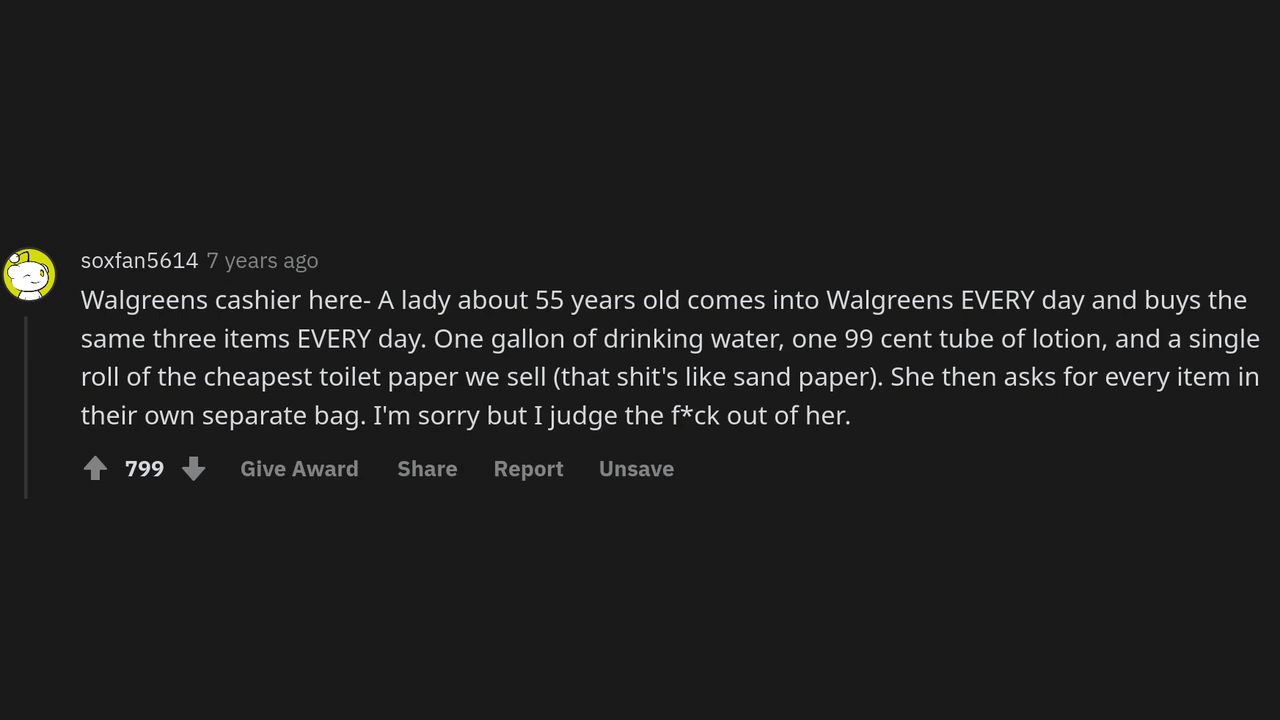 soxfan5614 7 years ago
Walgreens cashier here- A lady about 55 years old comes into Walgreens EVERY day and buys the
same three items EVERY day. One gallon of drinking water, one 99 cent tube of lotion, and a single
roll of the cheapest toilet paper we sell (that shit's like sand paper). She then asks for every item in
their own separate bag. I'm sorry but I judge the f*ck out of her.
799 Give Award Share Report Unsave